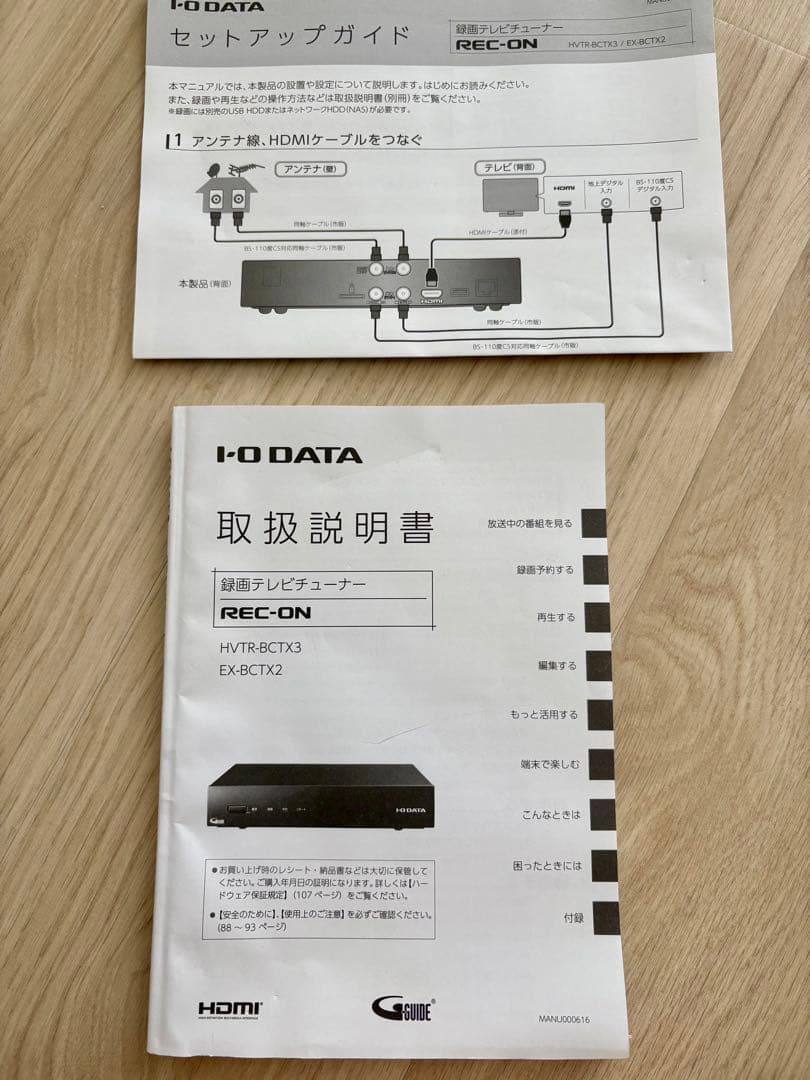 I-O DATA
セットアップガイド
録画テレビチューナー
REC-ON HVTR-BCTX3 / EX-BCTX2
本マニュアルでは、本製品の設置や設定について説明します。はじめにお読みください。
また、録画や再生などの操作方法などは取扱説明書(別冊)をご覧ください。
※録画には別売のUSB HDDまたはネットワークHDD(NAS)が必要です。
1 アンテナ線、HDMIケーブルをつなぐ
アンテナ(壁)
テレビ(背面)
HDMI
地上デジタル
入力
BS・110度CS
デジタル入力
同軸ケーブル(市販)
HDMIケーブル(添付)
BS・110度CS対応同軸ケーブル(市販)
本製品(背面)
HDMI
同軸ケーブル(市販)
BS・110度CS対応同軸ケーブル(市販)
I-O DATA
取扱説明書
録画テレビチューナー
REC-ON
HVTR-BCTX3
EX-BCTX2
放送中の番組を見る
録画予約する
再生する
編集する
もっと活用する
端末で楽しむ
こんなときは
困ったときには
付録
I-O DATA
●お買い上げ時のレシート・納品書などは大切に保管して
ください。ご購入年月日の証明になります。詳しくは【ハー
ドウェア保証規定】(107ページ)をご覧ください。
●【安全のために】、【使用上のご注意】を必ずご確認ください。
(88～93ページ)
HDMI
HIGH-DEFINITION MULTIMEDIA INTERFACE
G-GUIDE®
MANU000616